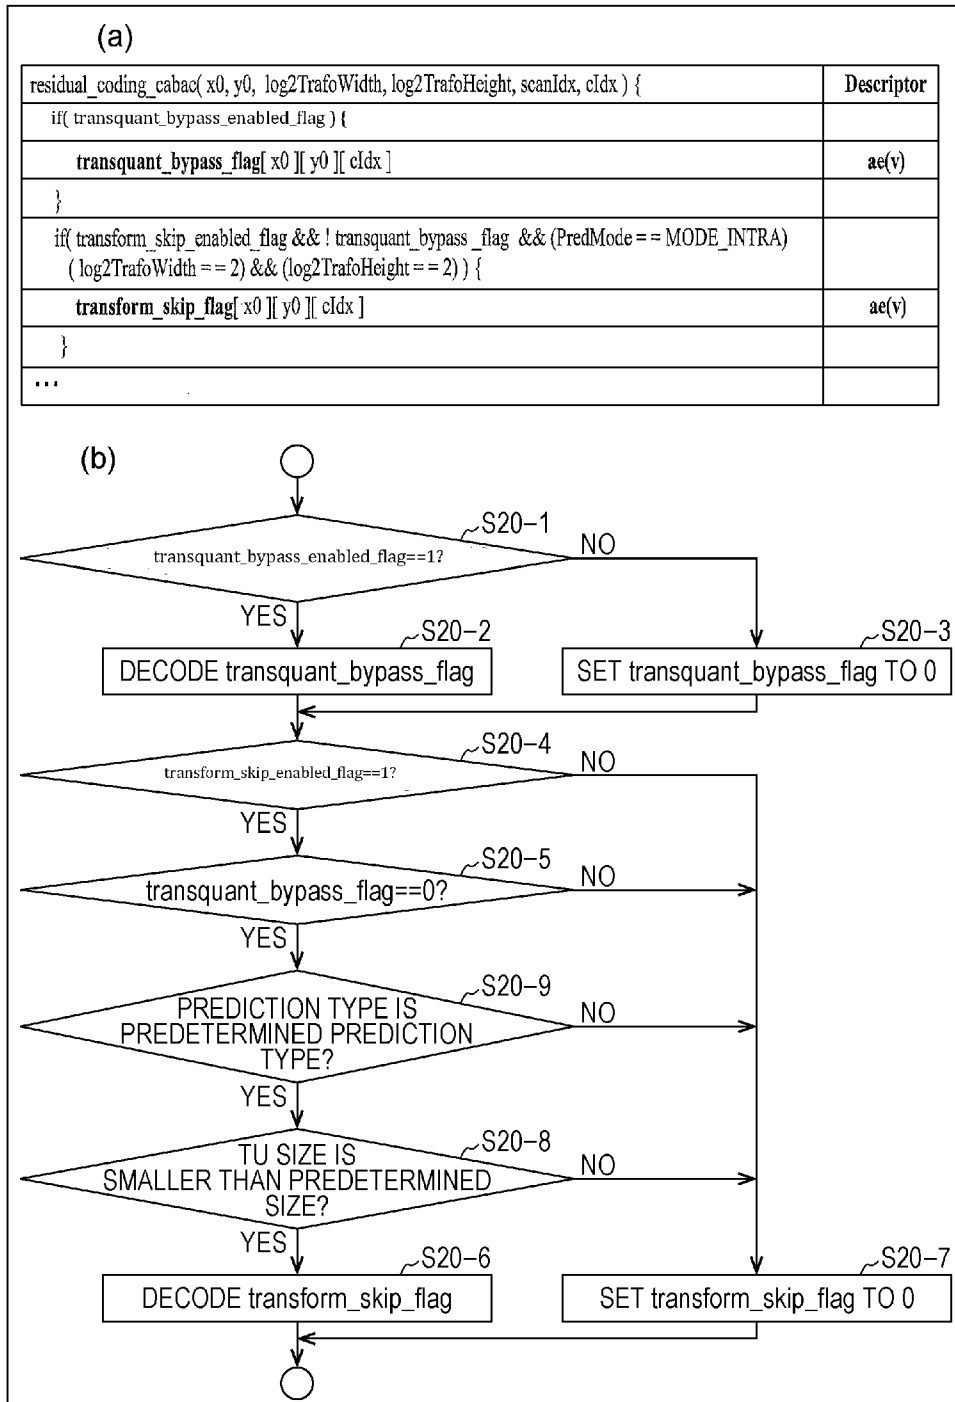 (a)
residual_coding_cabac( x0, y0, log2TrafoWidth, log2TrafoHeight, scanIdx, cIdx ) { Descriptor
if( transquant_bypass_enabled_flag ) {
transquant_bypass_flag[ x0 ][ y0 ][ cIdx ] ae(v)
}
if( transform_skip_enabled_flag && ! transquant_bypass _flag && (PredMode = = MODE_INTRA)
( log2TrafoWidth = = 2) && (log2TrafoHeight = = 2) ) {
transform_skip_flag[ x0 ][ y0 ][ cIdx ] ae(v)
}
...
(b)
S20-1
transquant_bypass_enabled_flag==1?
NO
YES
S20-2
S20-3
DECODE transquant_bypass_flag
SET transquant_bypass_flag TO 0
S20-4
transform_skip_enabled_flag==1?
NO
YES
S20-5
transquant_bypass_flag==0?
NO
YES
S20-9
PREDICTION TYPE IS
PREDETERMINED PREDICTION
TYPE?
NO
YES
S20-8
TU SIZE IS
SMALLER THAN PREDETERMINED
SIZE?
NO
YES
S20-6
S20-7
DECODE transform_skip_flag
SET transform_skip_flag TO 0